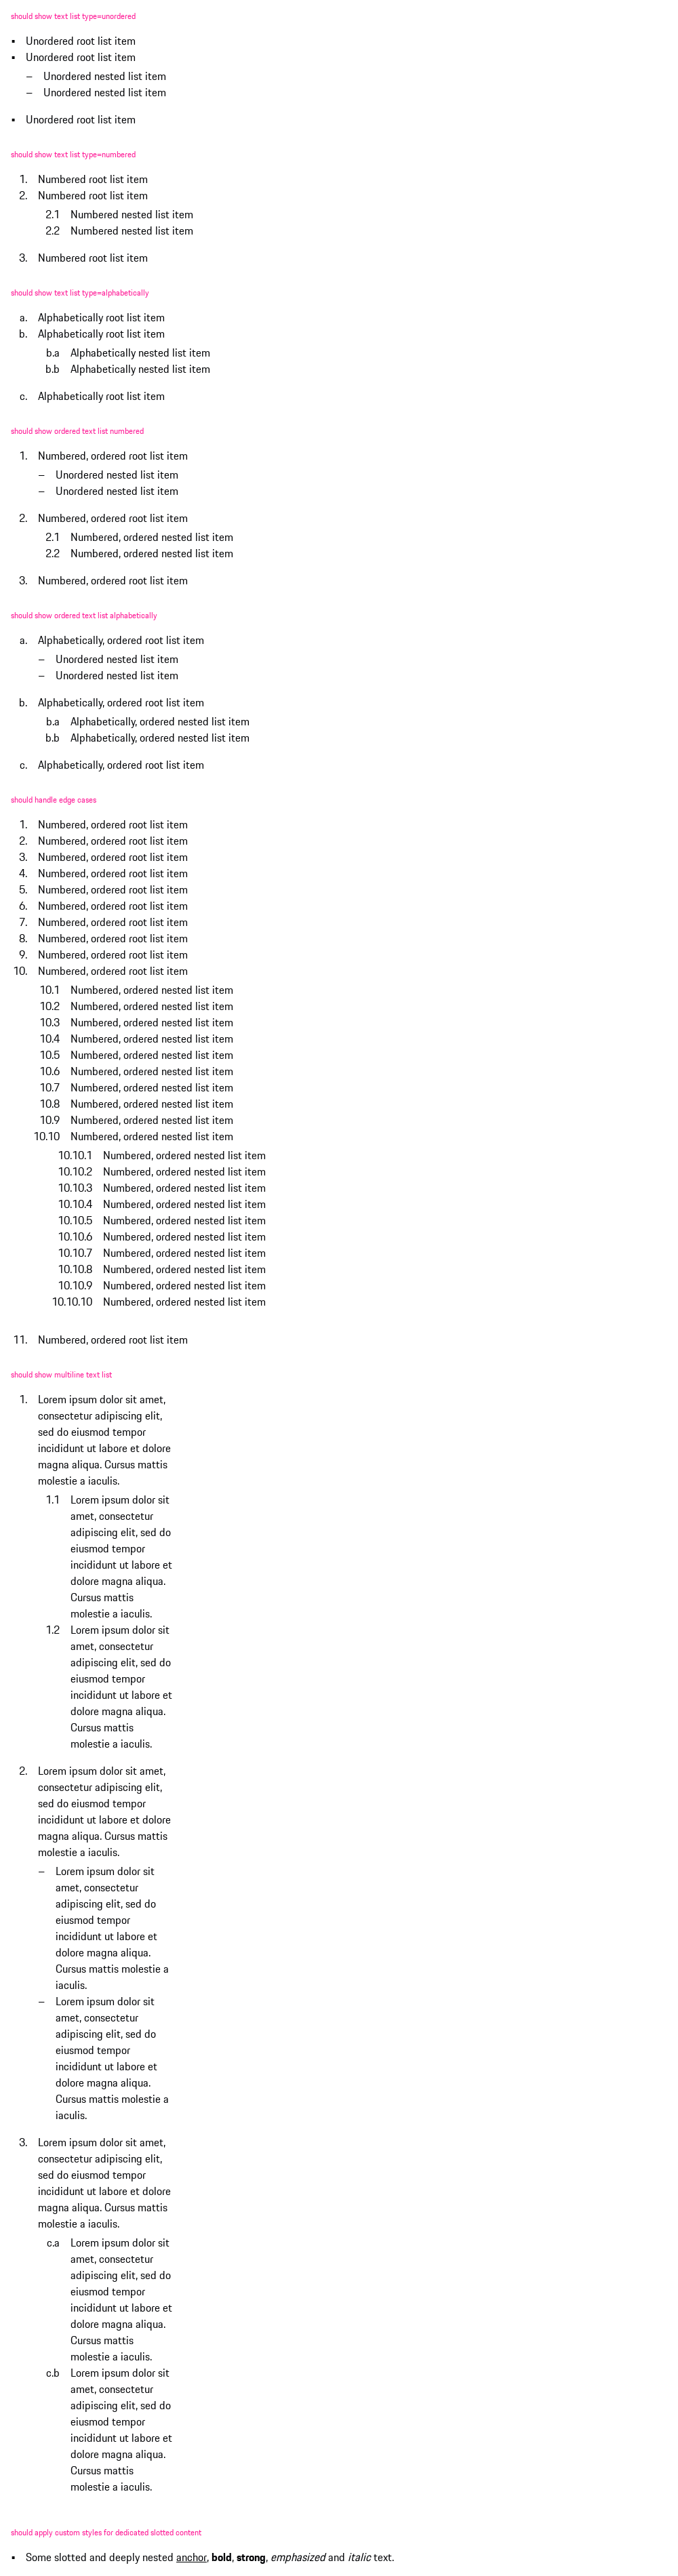 should show text list type=unordered
▪ Unordered root list item
▪ Unordered root list item
– Unordered nested list item
– Unordered nested list item
▪ Unordered root list item
should show text list type=numbered
1. Numbered root list item
2. Numbered root list item
2.1 Numbered nested list item
2.2 Numbered nested list item
3. Numbered root list item
should show text list type=alphabetically
a. Alphabetically root list item
b. Alphabetically root list item
b.a Alphabetically nested list item
b.b Alphabetically nested list item
c. Alphabetically root list item
should show ordered text list numbered
1. Numbered, ordered root list item
– Unordered nested list item
– Unordered nested list item
2. Numbered, ordered root list item
2.1 Numbered, ordered nested list item
2.2 Numbered, ordered nested list item
3. Numbered, ordered root list item
should show ordered text list alphabetically
a. Alphabetically, ordered root list item
– Unordered nested list item
– Unordered nested list item
b. Alphabetically, ordered root list item
b.a Alphabetically, ordered nested list item
b.b Alphabetically, ordered nested list item
c. Alphabetically, ordered root list item
should handle edge cases
1. Numbered, ordered root list item
2. Numbered, ordered root list item
3. Numbered, ordered root list item
4. Numbered, ordered root list item
5. Numbered, ordered root list item
6. Numbered, ordered root list item
7. Numbered, ordered root list item
8. Numbered, ordered root list item
9. Numbered, ordered root list item
10. Numbered, ordered root list item
10.1 Numbered, ordered nested list item
10.2 Numbered, ordered nested list item
10.3 Numbered, ordered nested list item
10.4 Numbered, ordered nested list item
10.5 Numbered, ordered nested list item
10.6 Numbered, ordered nested list item
10.7 Numbered, ordered nested list item
10.8 Numbered, ordered nested list item
10.9 Numbered, ordered nested list item
10.10 Numbered, ordered nested list item
10.10.1 Numbered, ordered nested list item
10.10.2 Numbered, ordered nested list item
10.10.3 Numbered, ordered nested list item
10.10.4 Numbered, ordered nested list item
10.10.5 Numbered, ordered nested list item
10.10.6 Numbered, ordered nested list item
10.10.7 Numbered, ordered nested list item
10.10.8 Numbered, ordered nested list item
10.10.9 Numbered, ordered nested list item
10.10.10 Numbered, ordered nested list item
11. Numbered, ordered root list item
should show multiline text list
1. Lorem ipsum dolor sit amet,
consectetur adipiscing elit,
sed do eiusmod tempor
incididunt ut labore et dolore
magna aliqua. Cursus mattis
molestie a iaculis.
1.1 Lorem ipsum dolor sit
amet, consectetur
adipiscing elit, sed do
eiusmod tempor
incididunt ut labore et
dolore magna aliqua.
Cursus mattis
molestie a iaculis.
1.2 Lorem ipsum dolor sit
amet, consectetur
adipiscing elit, sed do
eiusmod tempor
incididunt ut labore et
dolore magna aliqua.
Cursus mattis
molestie a iaculis.
2. Lorem ipsum dolor sit amet,
consectetur adipiscing elit,
sed do eiusmod tempor
incididunt ut labore et dolore
magna aliqua. Cursus mattis
molestie a iaculis.
– Lorem ipsum dolor sit
amet, consectetur
adipiscing elit, sed do
eiusmod tempor
incididunt ut labore et
dolore magna aliqua.
Cursus mattis molestie a
iaculis.
– Lorem ipsum dolor sit
amet, consectetur
adipiscing elit, sed do
eiusmod tempor
incididunt ut labore et
dolore magna aliqua.
Cursus mattis molestie a
iaculis.
3. Lorem ipsum dolor sit amet,
consectetur adipiscing elit,
sed do eiusmod tempor
incididunt ut labore et dolore
magna aliqua. Cursus mattis
molestie a iaculis.
c.a Lorem ipsum dolor sit
amet, consectetur
adipiscing elit, sed do
eiusmod tempor
incididunt ut labore et
dolore magna aliqua.
Cursus mattis
molestie a iaculis.
c.b Lorem ipsum dolor sit
amet, consectetur
adipiscing elit, sed do
eiusmod tempor
incididunt ut labore et
dolore magna aliqua.
Cursus mattis
molestie a iaculis.
should apply custom styles for dedicated slotted content
▪ Some slotted and deeply nested anchor, bold, strong, emphasized and italic text.